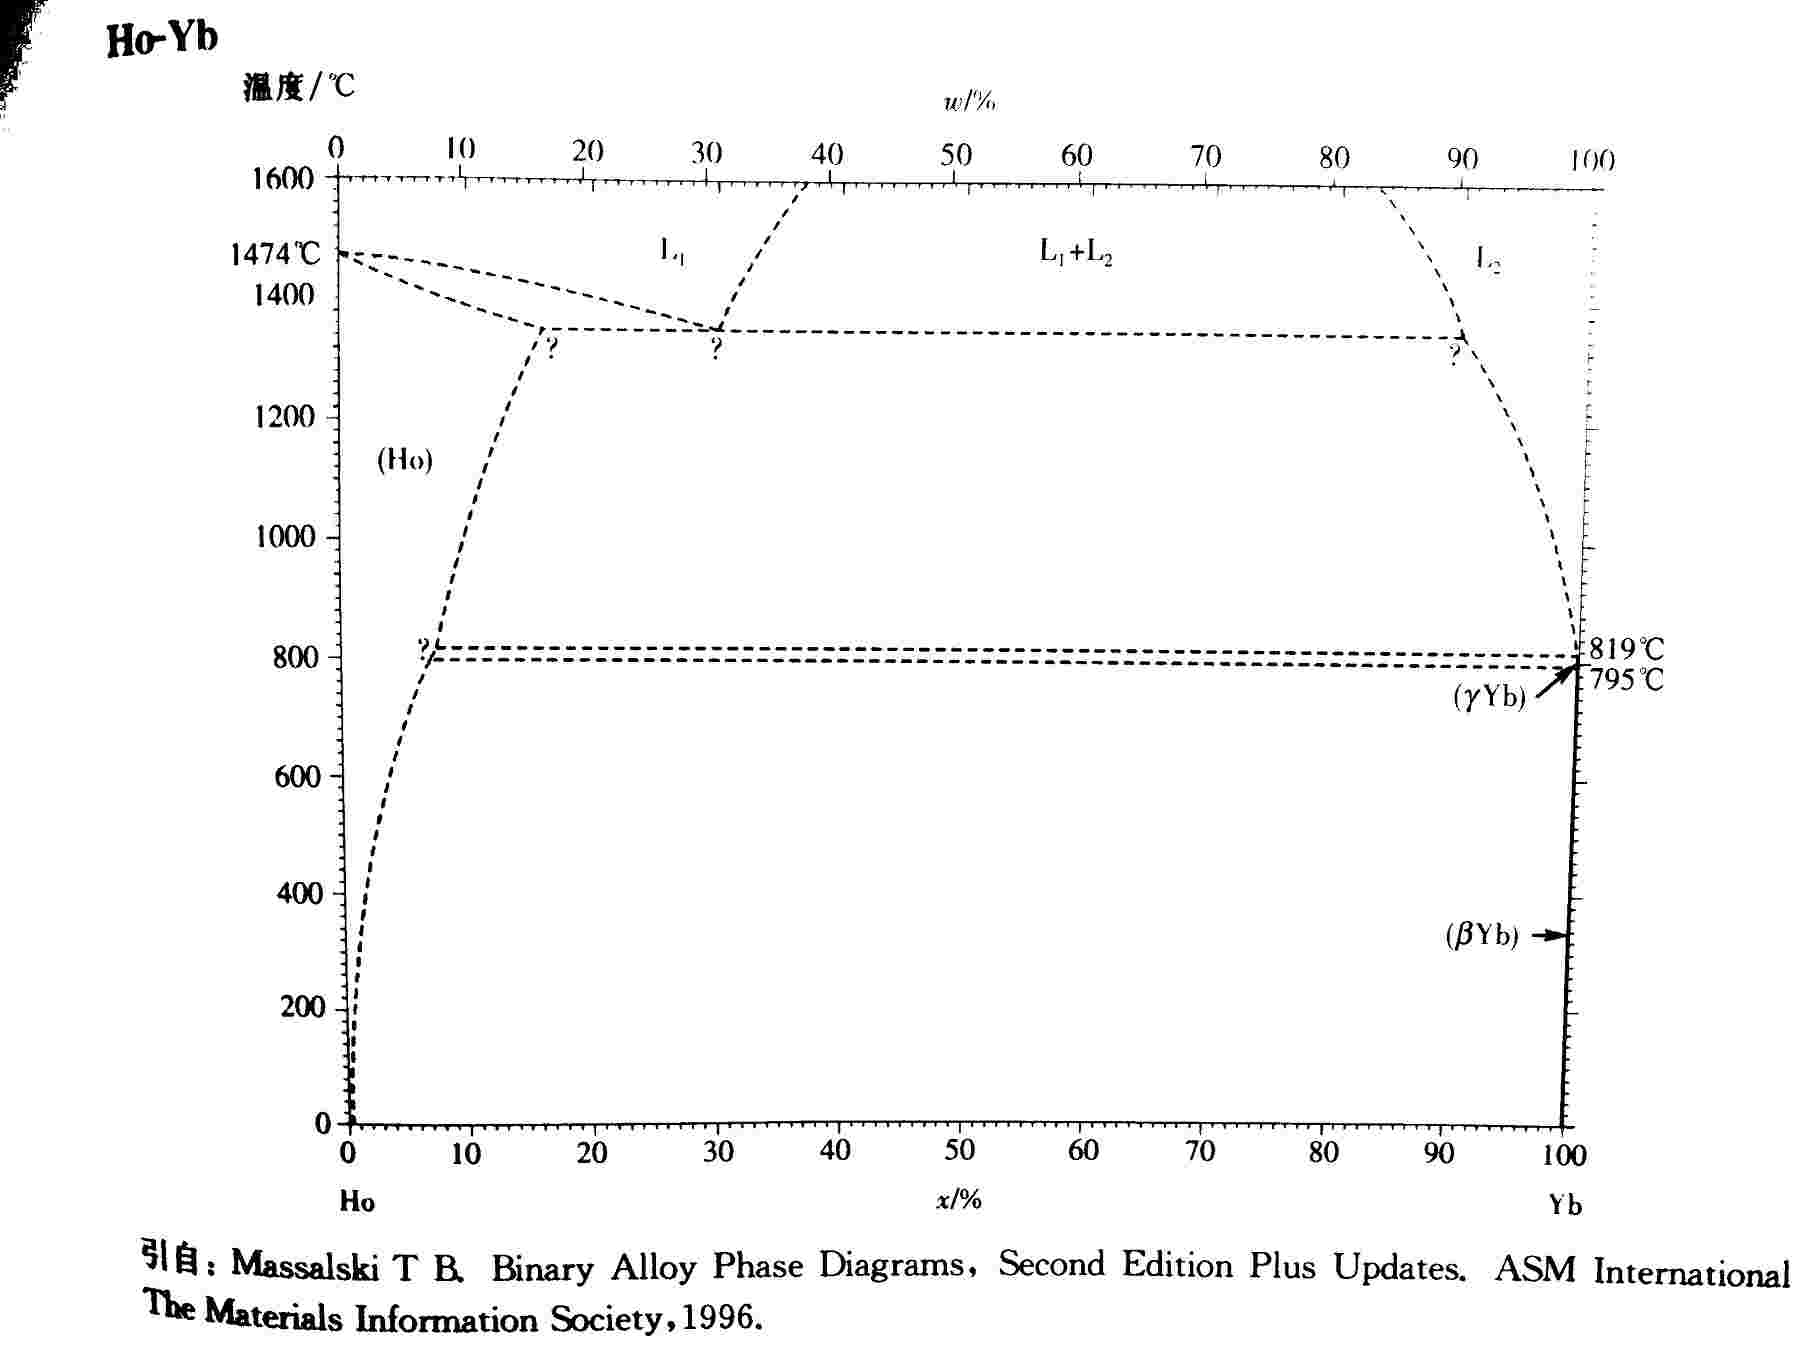 Ho-Yb
温度/℃
w/%
0 10 20 30 40 50 60 70 80 90 100
1600
1474℃
L₁
L₁+L₂
L₂
1400
? ? ?
1200
(Ho)
1000
?
800
819℃
795℃
(γYb)
600
400
(βYb)
200
0
0 10 20 30 40 50 60 70 80 90 100
Ho x/% Yb
引自：Massalski T B. Binary Alloy Phase Diagrams, Second Edition Plus Updates. ASM International
The Materials Information Society,1996.